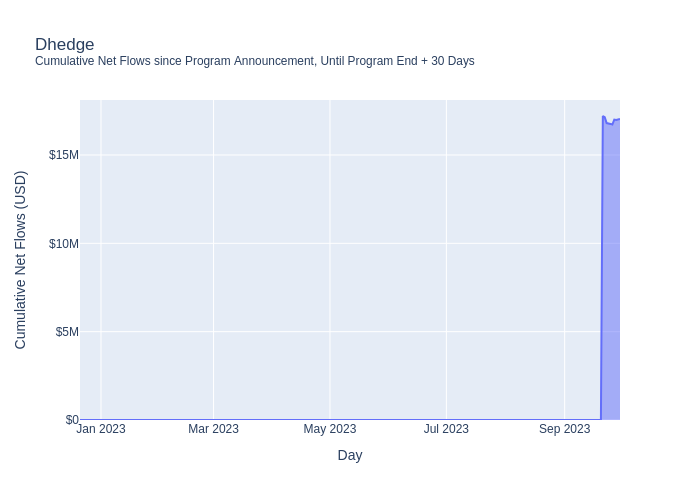 Dhedge
Cumulative Net Flows since Program Announcement, Until Program End + 30 Days
Cumulative Net Flows (USD)
$15M
$10M
$5M
$0
Jan 2023
Mar 2023
May 2023
Jul 2023
Sep 2023
Day